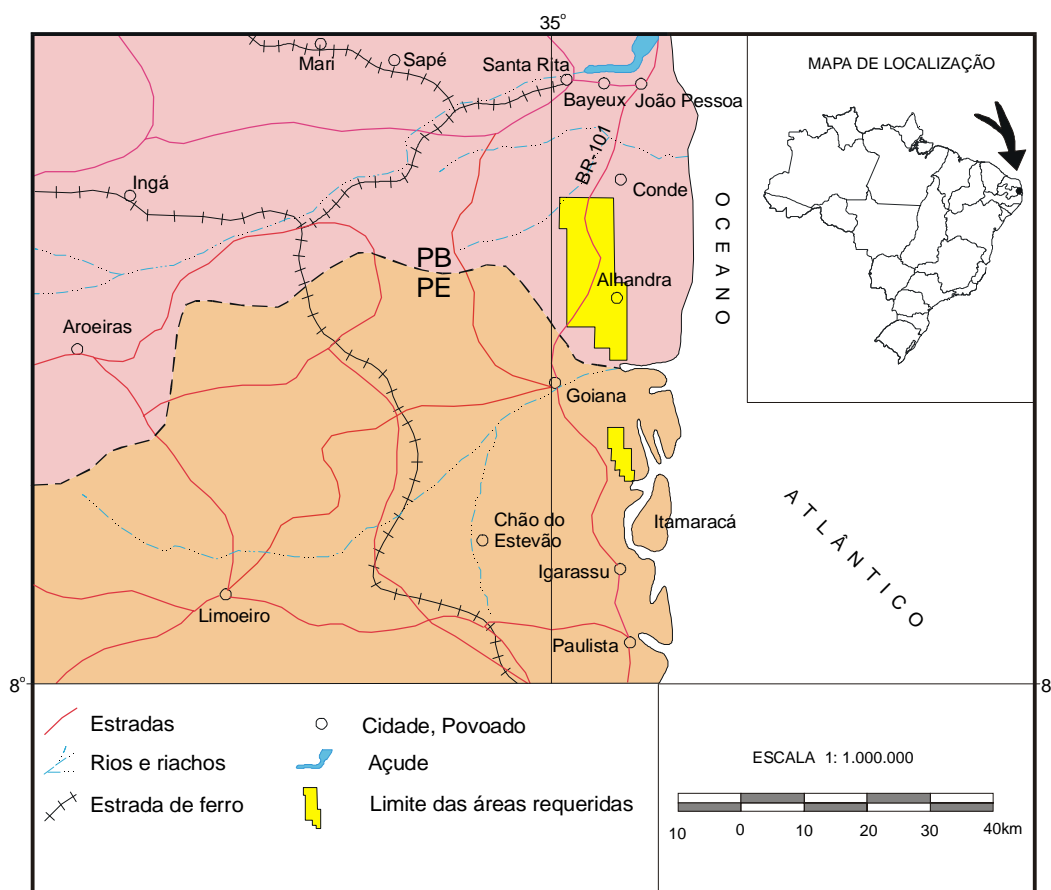 35°
MAPA DE LOCALIZAÇÃO
Mari
Sapé
Santa Rita
Bayeux
João Pessoa
BR-101
Ingá
Conde
OCEANO
PB
PE
Alhandra
Aroeiras
Goiana
ATLÂNTICO
Itamaracá
Chão do
Estevão
Igarassu
Limoeiro
Paulista
8°
8
Estradas
Cidade, Povoado
Rios e riachos
Açude
Estrada de ferro
Limite das áreas requeridas
ESCALA 1: 1.000.000
10 0 10 20 30 40km